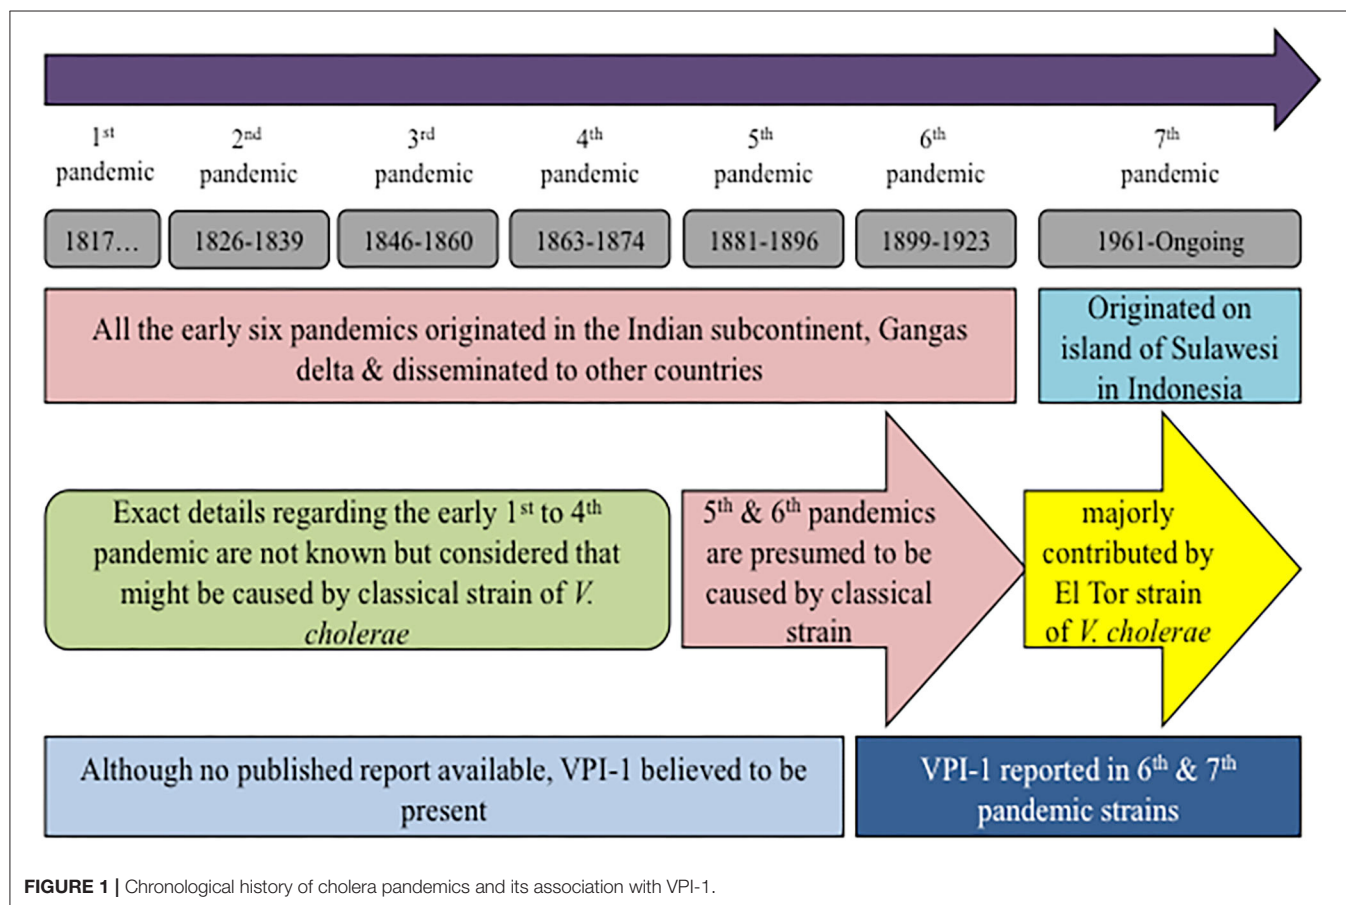 1st pandemic
2nd pandemic
3rd pandemic
4th pandemic
5th pandemic
6th pandemic
7th pandemic
1817...
1826-1839
1846-1860
1863-1874
1881-1896
1899-1923
1961-Ongoing
All the early six pandemics originated in the Indian subcontinent, Gangas
delta & disseminated to other countries
Originated on
island of Sulawesi
in Indonesia
Exact details regarding the early 1st to 4th
pandemic are not known but considered that
might be caused by classical strain of V.
cholerae
5th & 6th pandemics
are presumed to be
caused by classical
strain
majorly
contributed by
El Tor strain
of V. cholerae
Although no published report available, VPI-1 believed to be
present
VPI-1 reported in 6th & 7th
pandemic strains
FIGURE 1 | Chronological history of cholera pandemics and its association with VPI-1.